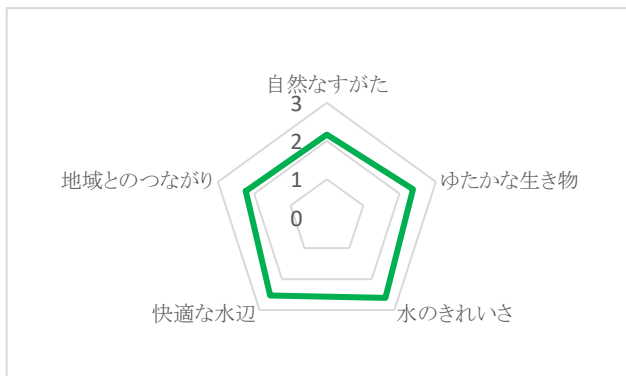 自然なすがた
3
2
1
0
ゆたかな生き物
地域とのつながり
快適な水辺
水のきれいさ